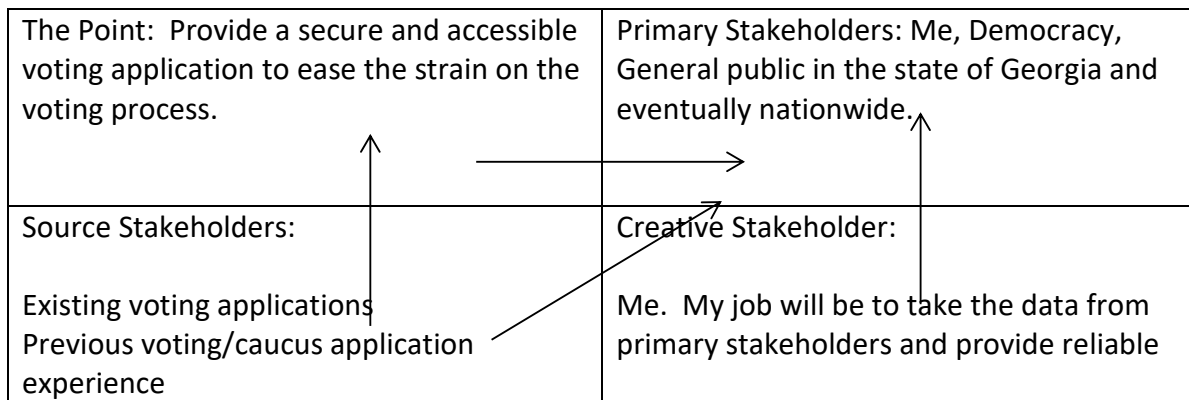 The Point:  Provide a secure and accessible
voting application to ease the strain on the
voting process.
Primary Stakeholders: Me, Democracy,
General public in the state of Georgia and
eventually nationwide.
Source Stakeholders:
Existing voting applications
Previous voting/caucus application
experience
Creative Stakeholder:
Me.  My job will be to take the data from
primary stakeholders and provide reliable